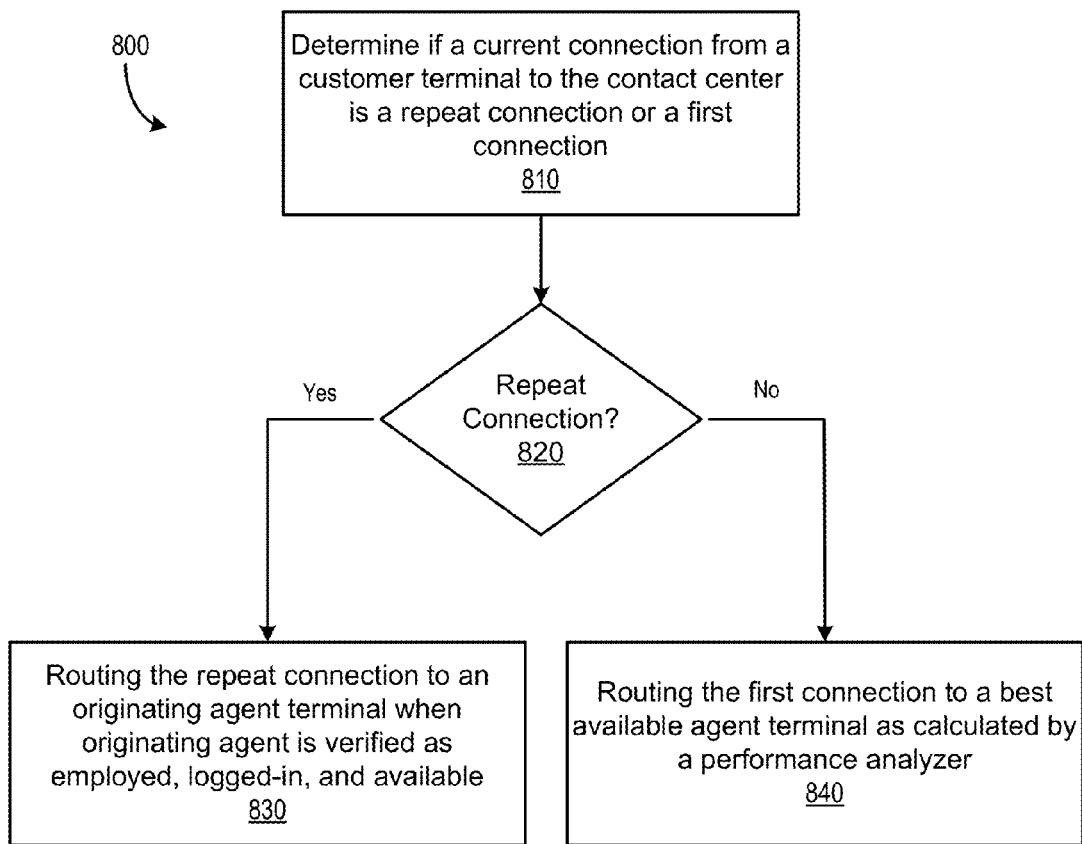 800
Determine if a current connection from a
customer terminal to the contact center
is a repeat connection or a first
connection
810
Repeat
Connection?
820
Yes
No
Routing the repeat connection to an
originating agent terminal when
originating agent is verified as
employed, logged-in, and available
830
Routing the first connection to a best
available agent terminal as calculated by
a performance analyzer
840